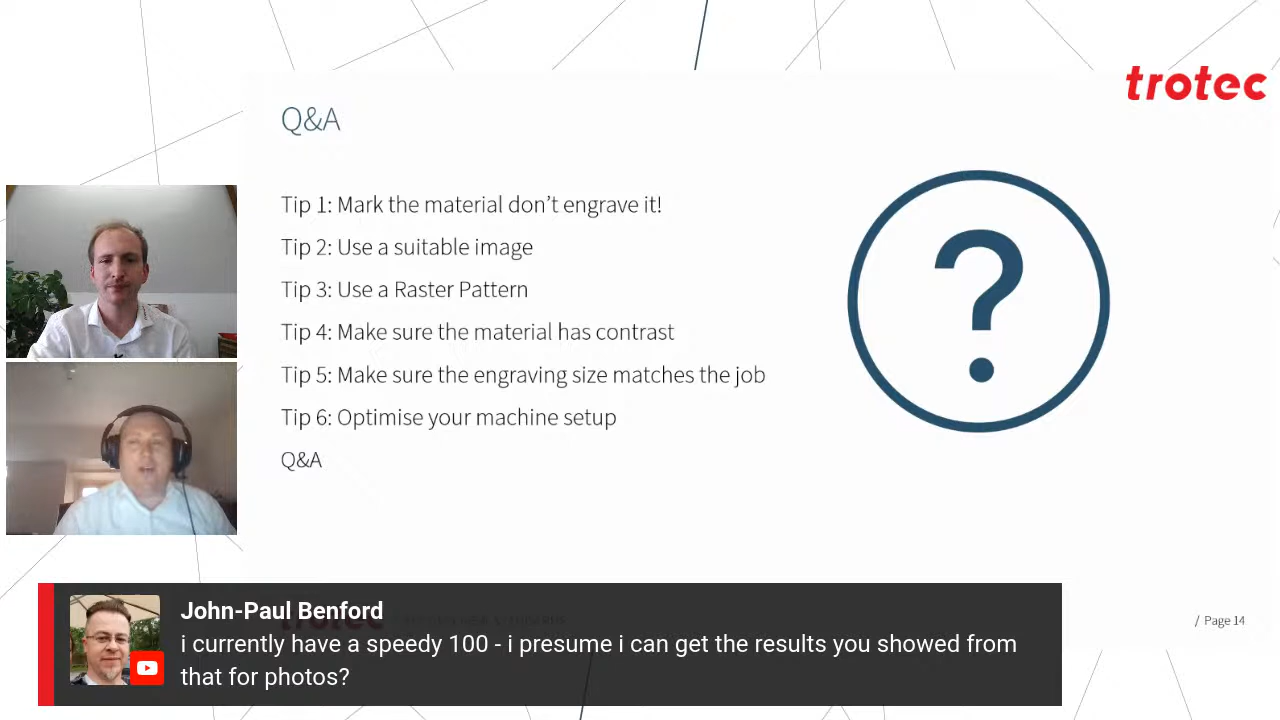 trotec
Q&A
Tip 1: Mark the material don't engrave it!
Tip 2: Use a suitable image
Tip 3: Use a Raster Pattern
Tip 4: Make sure the material has contrast
Tip 5: Make sure the engraving size matches the job
Tip 6: Optimise your machine setup
Q&A
/ Page 14
John-Paul Benford
i currently have a speedy 100 - i presume i can get the results you showed from
that for photos?